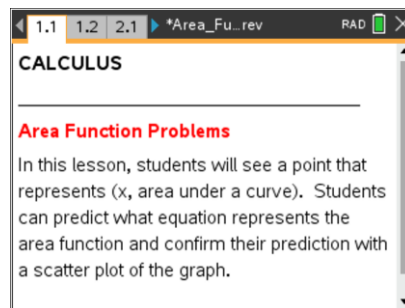 1.1 1.2 2.1 *Area_Fu...rev RAD
CALCULUS
Area Function Problems
In this lesson, students will see a point that
represents (x, area under a curve). Students
can predict what equation represents the
area function and confirm their prediction with
a scatter plot of the graph.